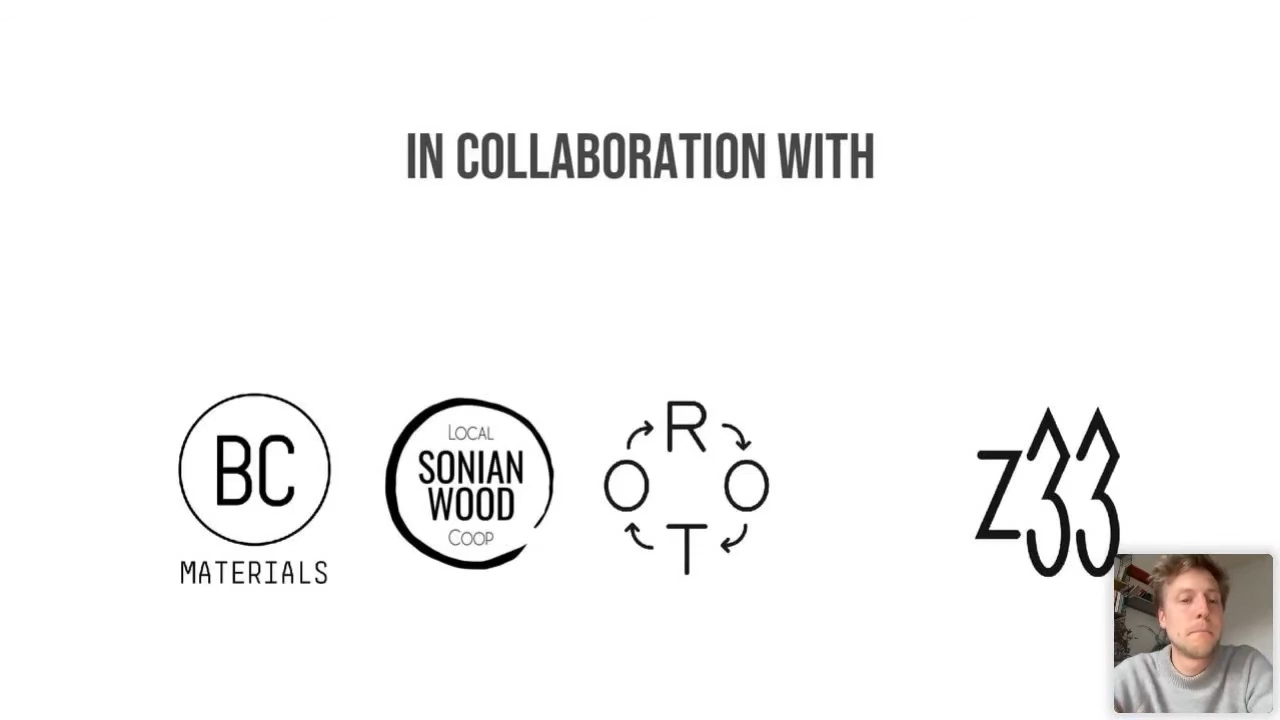 IN COLLABORATION WITH
BC
MATERIALS
LOCAL
SONIAN
WOOD
COOP
R
O O
T
Z33